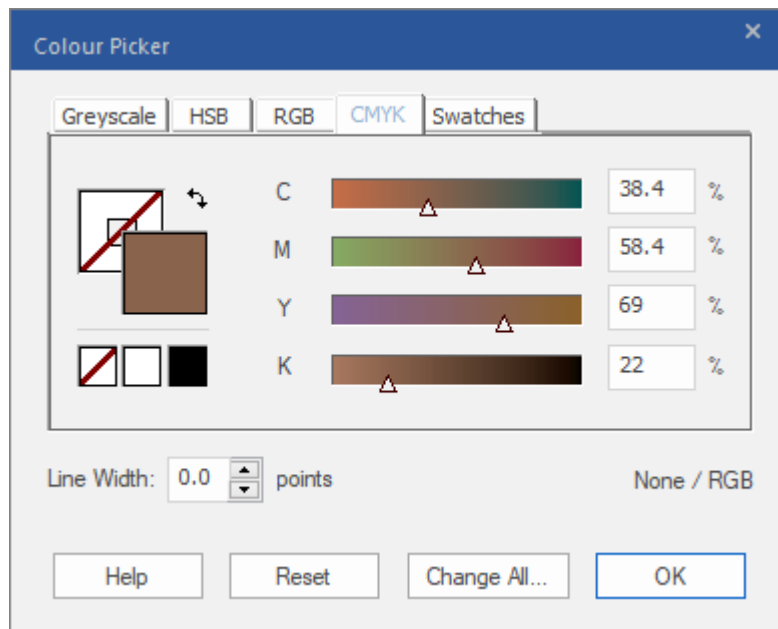 Colour Picker
Greyscale HSB RGB CMYK Swatches
C 38.4 %
M 58.4 %
Y 69 %
K 22 %
Line Width: 0.0 points None / RGB
Help Reset Change All... OK